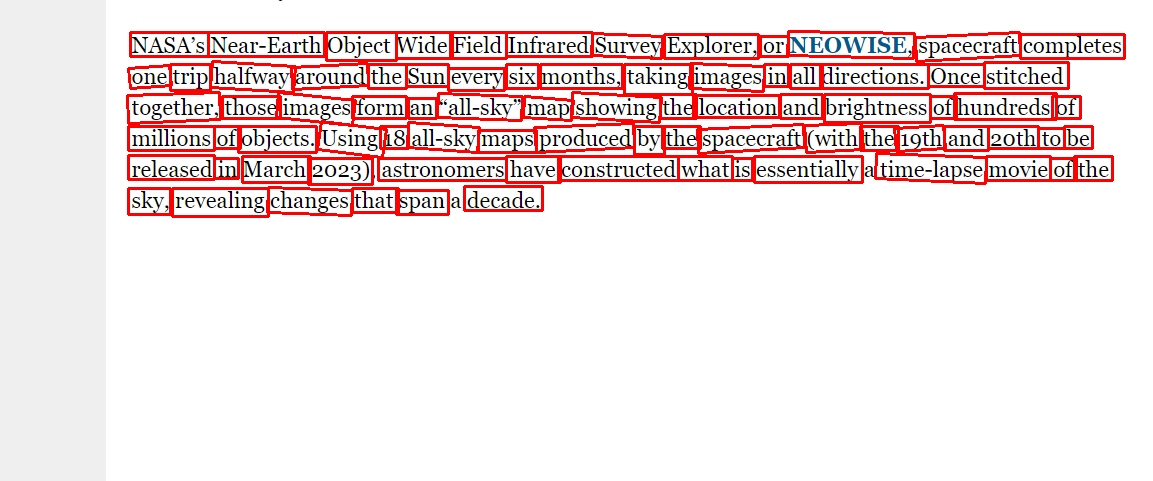 NASA’s Near-Earth Object Wide Field Infrared Survey Explorer, or NEOWISE, spacecraft completes
one trip halfway around the Sun every six months, taking images in all directions. Once stitched
together, those images form an “all-sky” map showing the location and brightness of hundreds of
millions of objects. Using 18 all-sky maps produced by the spacecraft (with the 19th and 20th to be
released in March 2023), astronomers have constructed what is essentially a time-lapse movie of the
sky, revealing changes that span a decade.